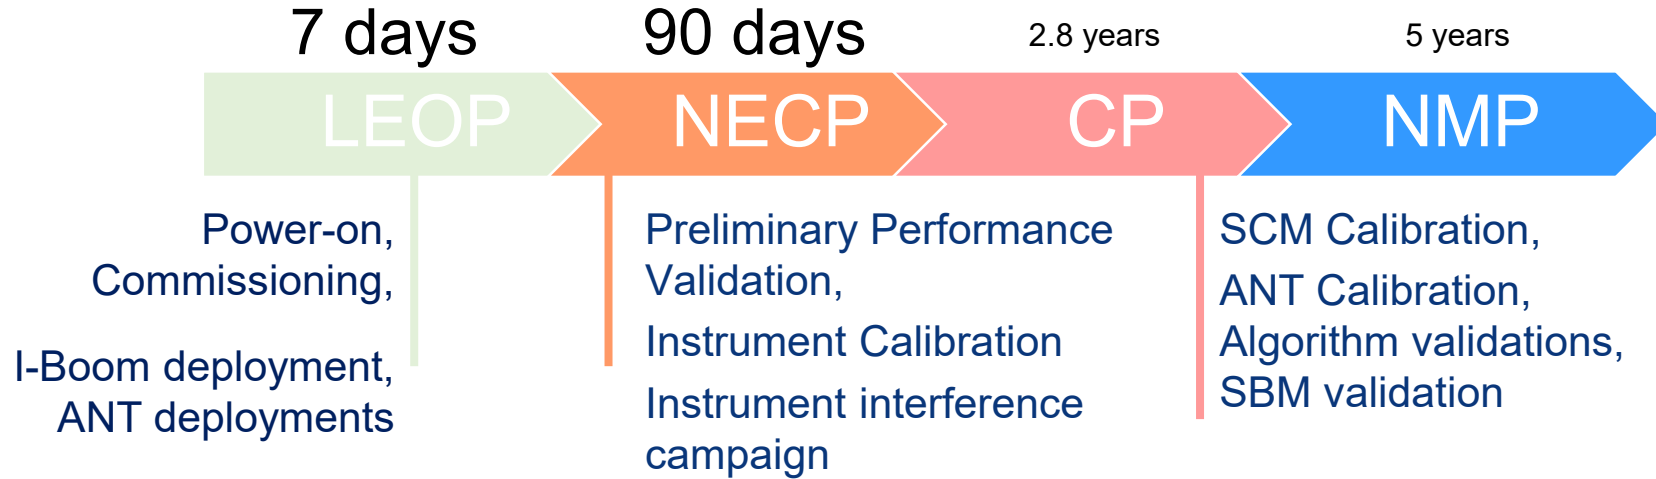 7 days
90 days
2.8 years
5 years
LEOP
NECP
CP
NMP
Power-on,
Commissioning,
I-Boom deployment,
ANT deployments
Preliminary Performance
Validation,
Instrument Calibration
Instrument interference
campaign
SCM Calibration,
ANT Calibration,
Algorithm validations,
SBM validation